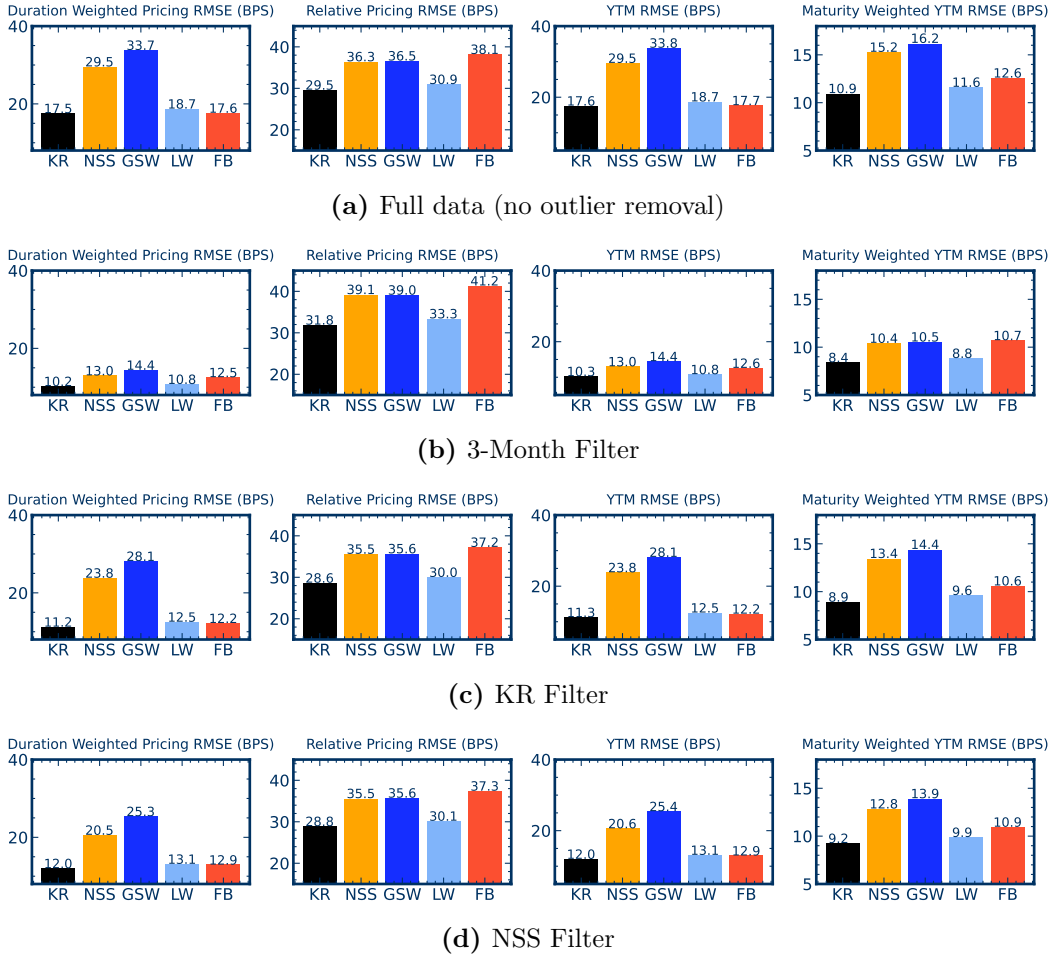 Duration Weighted Pricing RMSE (BPS) Relative Pricing RMSE (BPS) YTM RMSE (BPS) Maturity Weighted YTM RMSE (BPS)
40 20 17.5 29.5 33.7 18.7 17.6
KR NSS GSW LW FB
40 30 20 29.5 36.3 36.5 30.9 38.1
KR NSS GSW LW FB
40 20 17.6 29.5 33.8 18.7 17.7
KR NSS GSW LW FB
15 10 5 10.9 15.2 16.2 11.6 12.6
KR NSS GSW LW FB
(a) Full data (no outlier removal)
Duration Weighted Pricing RMSE (BPS) Relative Pricing RMSE (BPS) YTM RMSE (BPS) Maturity Weighted YTM RMSE (BPS)
40 20 10.2 13.0 14.4 10.8 12.5
KR NSS GSW LW FB
40 30 20 31.8 39.1 39.0 33.3 41.2
KR NSS GSW LW FB
40 20 10.3 13.0 14.4 10.8 12.6
KR NSS GSW LW FB
15 10 5 8.4 10.4 10.5 8.8 10.7
KR NSS GSW LW FB
(b) 3-Month Filter
Duration Weighted Pricing RMSE (BPS) Relative Pricing RMSE (BPS) YTM RMSE (BPS) Maturity Weighted YTM RMSE (BPS)
40 20 11.2 23.8 28.1 12.5 12.2
KR NSS GSW LW FB
40 30 20 28.6 35.5 35.6 30.0 37.2
KR NSS GSW LW FB
40 20 11.3 23.8 28.1 12.5 12.2
KR NSS GSW LW FB
15 10 5 8.9 13.4 14.4 9.6 10.6
KR NSS GSW LW FB
(c) KR Filter
Duration Weighted Pricing RMSE (BPS) Relative Pricing RMSE (BPS) YTM RMSE (BPS) Maturity Weighted YTM RMSE (BPS)
40 20 12.0 20.5 25.3 13.1 12.9
KR NSS GSW LW FB
40 30 20 28.8 35.5 35.6 30.1 37.3
KR NSS GSW LW FB
40 20 12.0 20.6 25.4 13.1 12.9
KR NSS GSW LW FB
15 10 5 9.2 12.8 13.9 9.9 10.9
KR NSS GSW LW FB
(d) NSS Filter